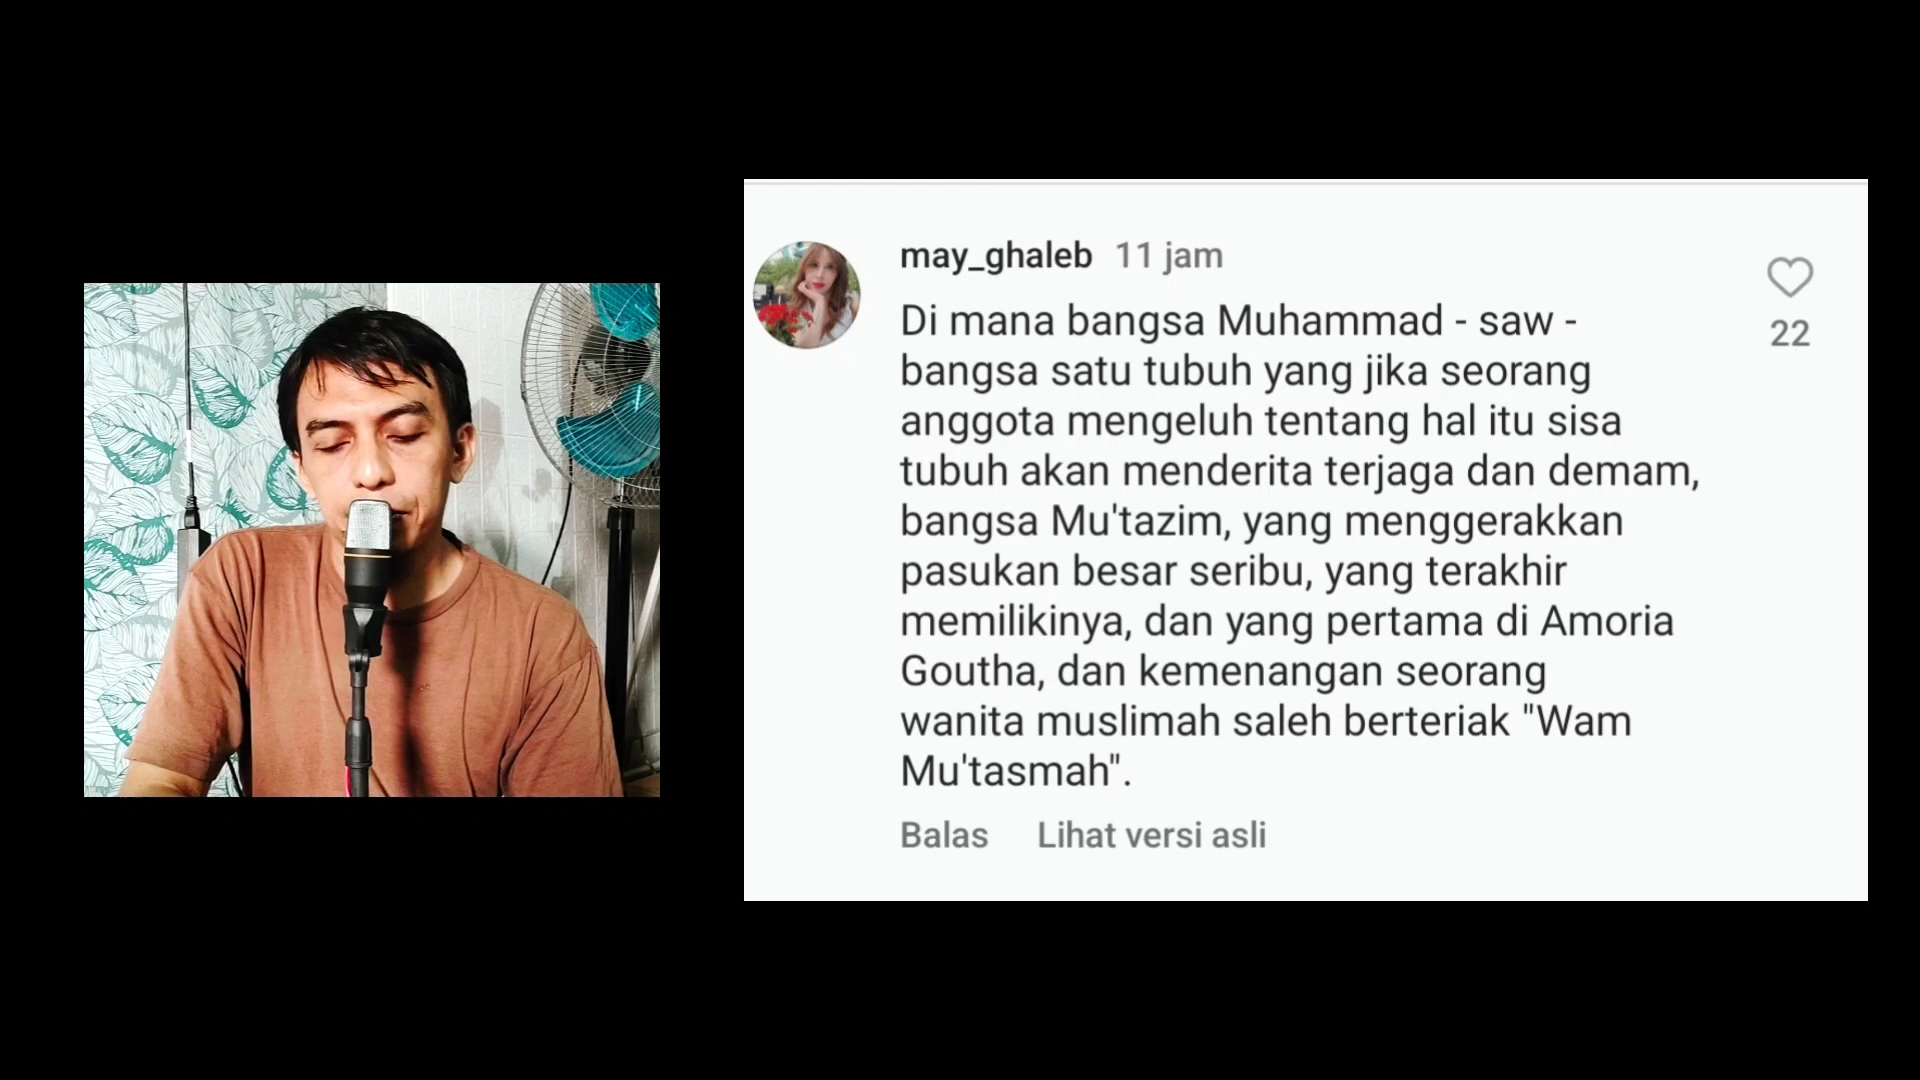 may_ghaleb 11 jam
Di mana bangsa Muhammad - saw -
bangsa satu tubuh yang jika seorang
anggota mengeluh tentang hal itu sisa
tubuh akan menderita terjaga dan demam,
bangsa Mu'tazim, yang menggerakkan
pasukan besar seribu, yang terakhir
memilikinya, dan yang pertama di Amoria
Goutha, dan kemenangan seorang
wanita muslimah saleh berteriak "Wam
Mu'tasmah".
22
Balas Lihat versi asli